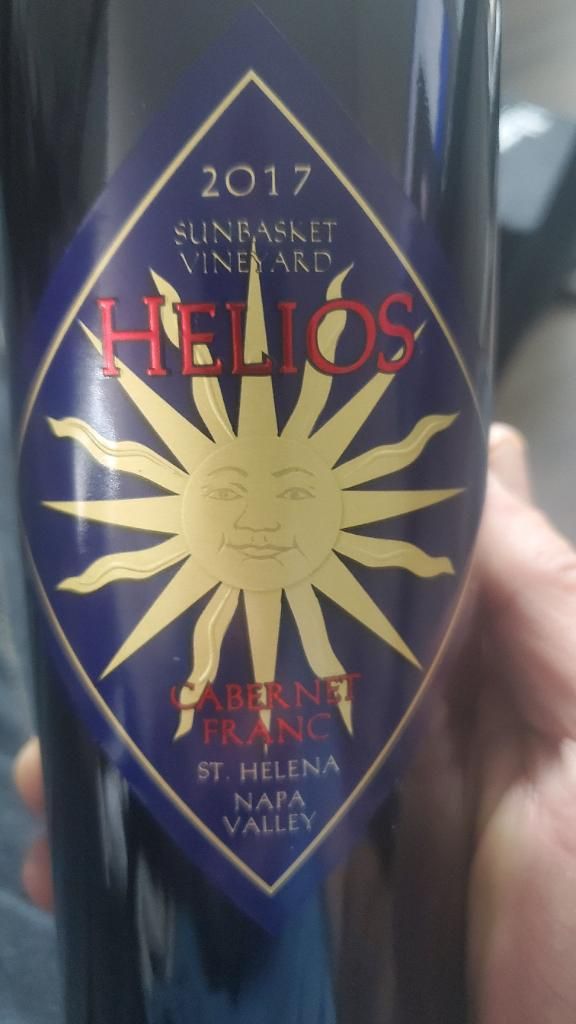 2017
SUNBASKET
VINEYARD
HELIOS
CABERNET
FRANC
ST. HELENA
NAPA
VALLEY